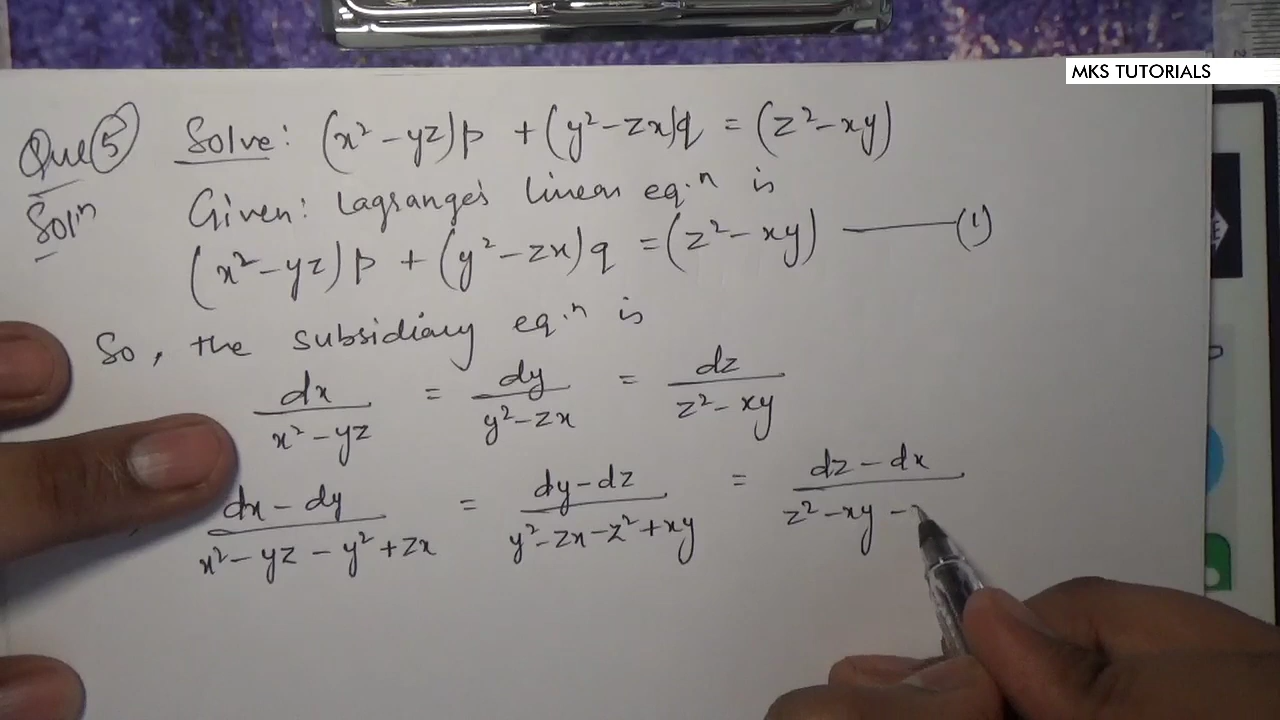 MKS TUTORIALS
Que 5 Solve: (x² - yz)p + (y² - zx)q = (z² - xy)
Solⁿ Given: Lagrange's linear eq.ⁿ is
(x² - yz)p + (y² - zx)q = (z² - xy) —— (1)
So, the subsidiary eq.ⁿ is
dx/(x² - yz) = dy/(y² - zx) = dz/(z² - xy)
(dx - dy)/(x² - yz - y² + zx) = (dy - dz)/(y² - zx - z² + xy) = (dz - dx)/(z² - xy -